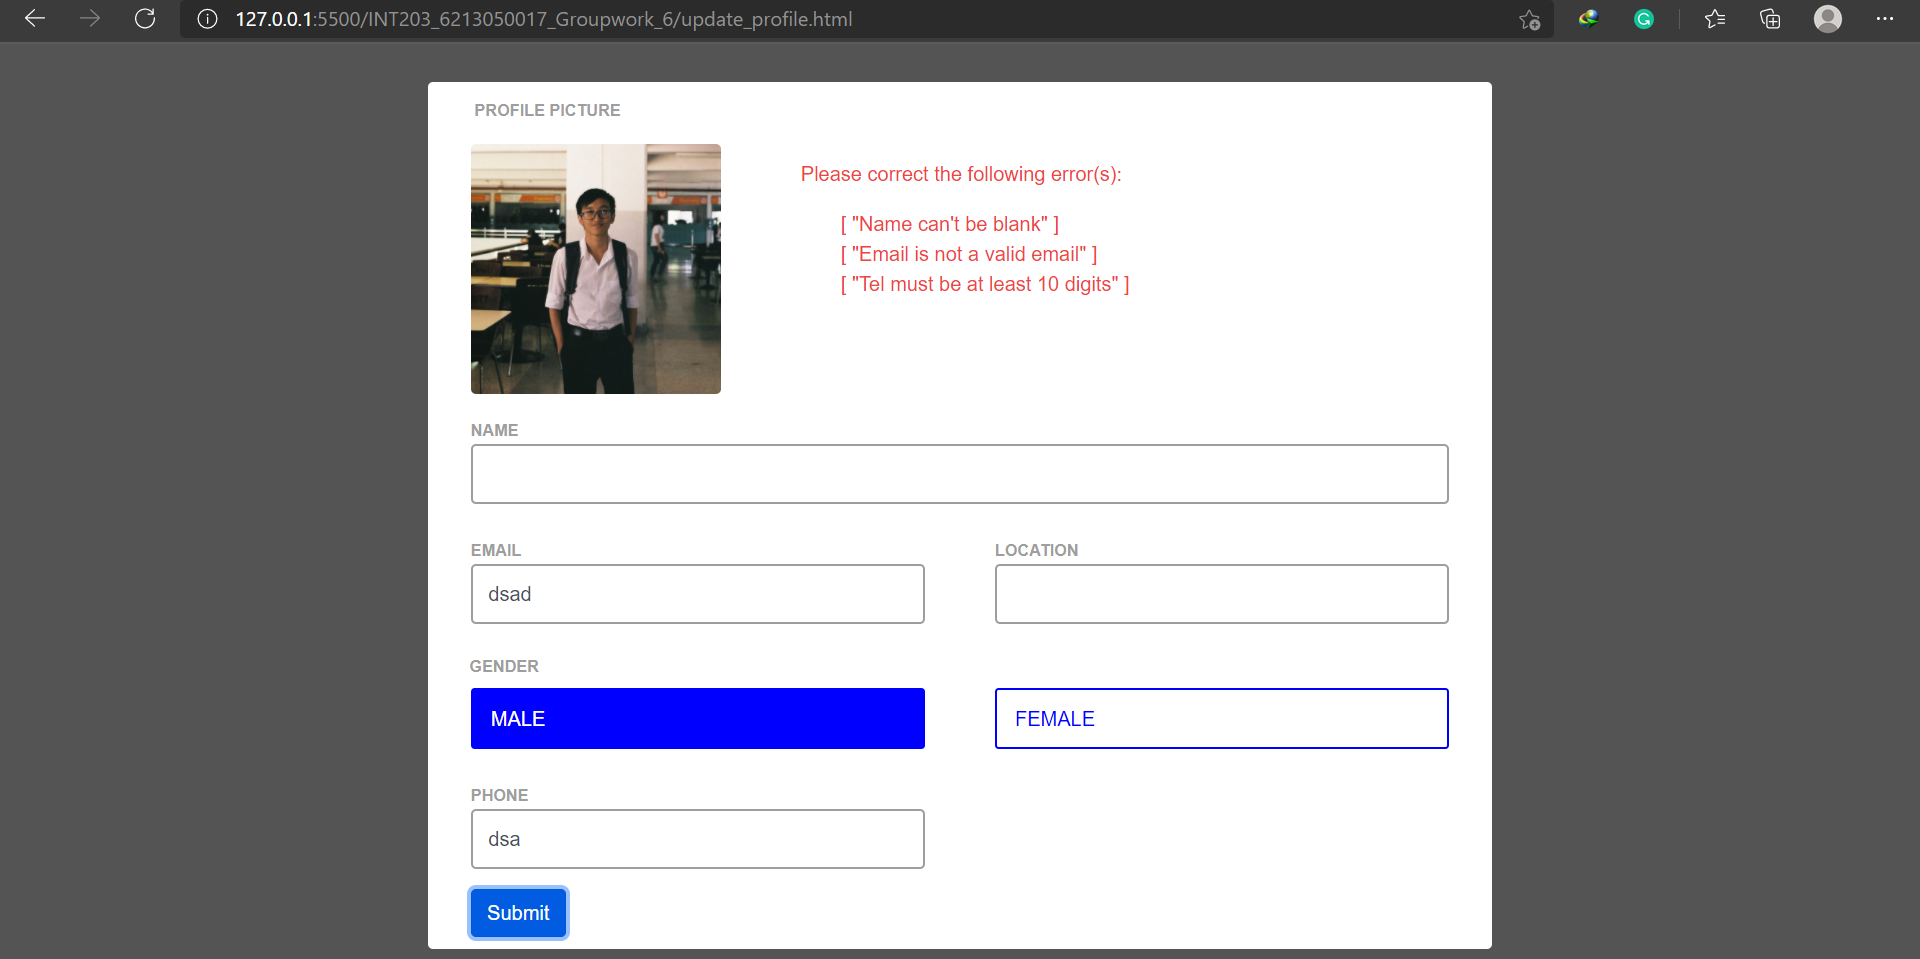 127.0.0.1:5500/INT203_6213050017_Groupwork_6/update_profile.html
PROFILE PICTURE
Please correct the following error(s):
[ "Name can't be blank" ]
[ "Email is not a valid email" ]
[ "Tel must be at least 10 digits" ]
NAME
EMAIL
LOCATION
dsad
GENDER
MALE
FEMALE
PHONE
dsa
Submit